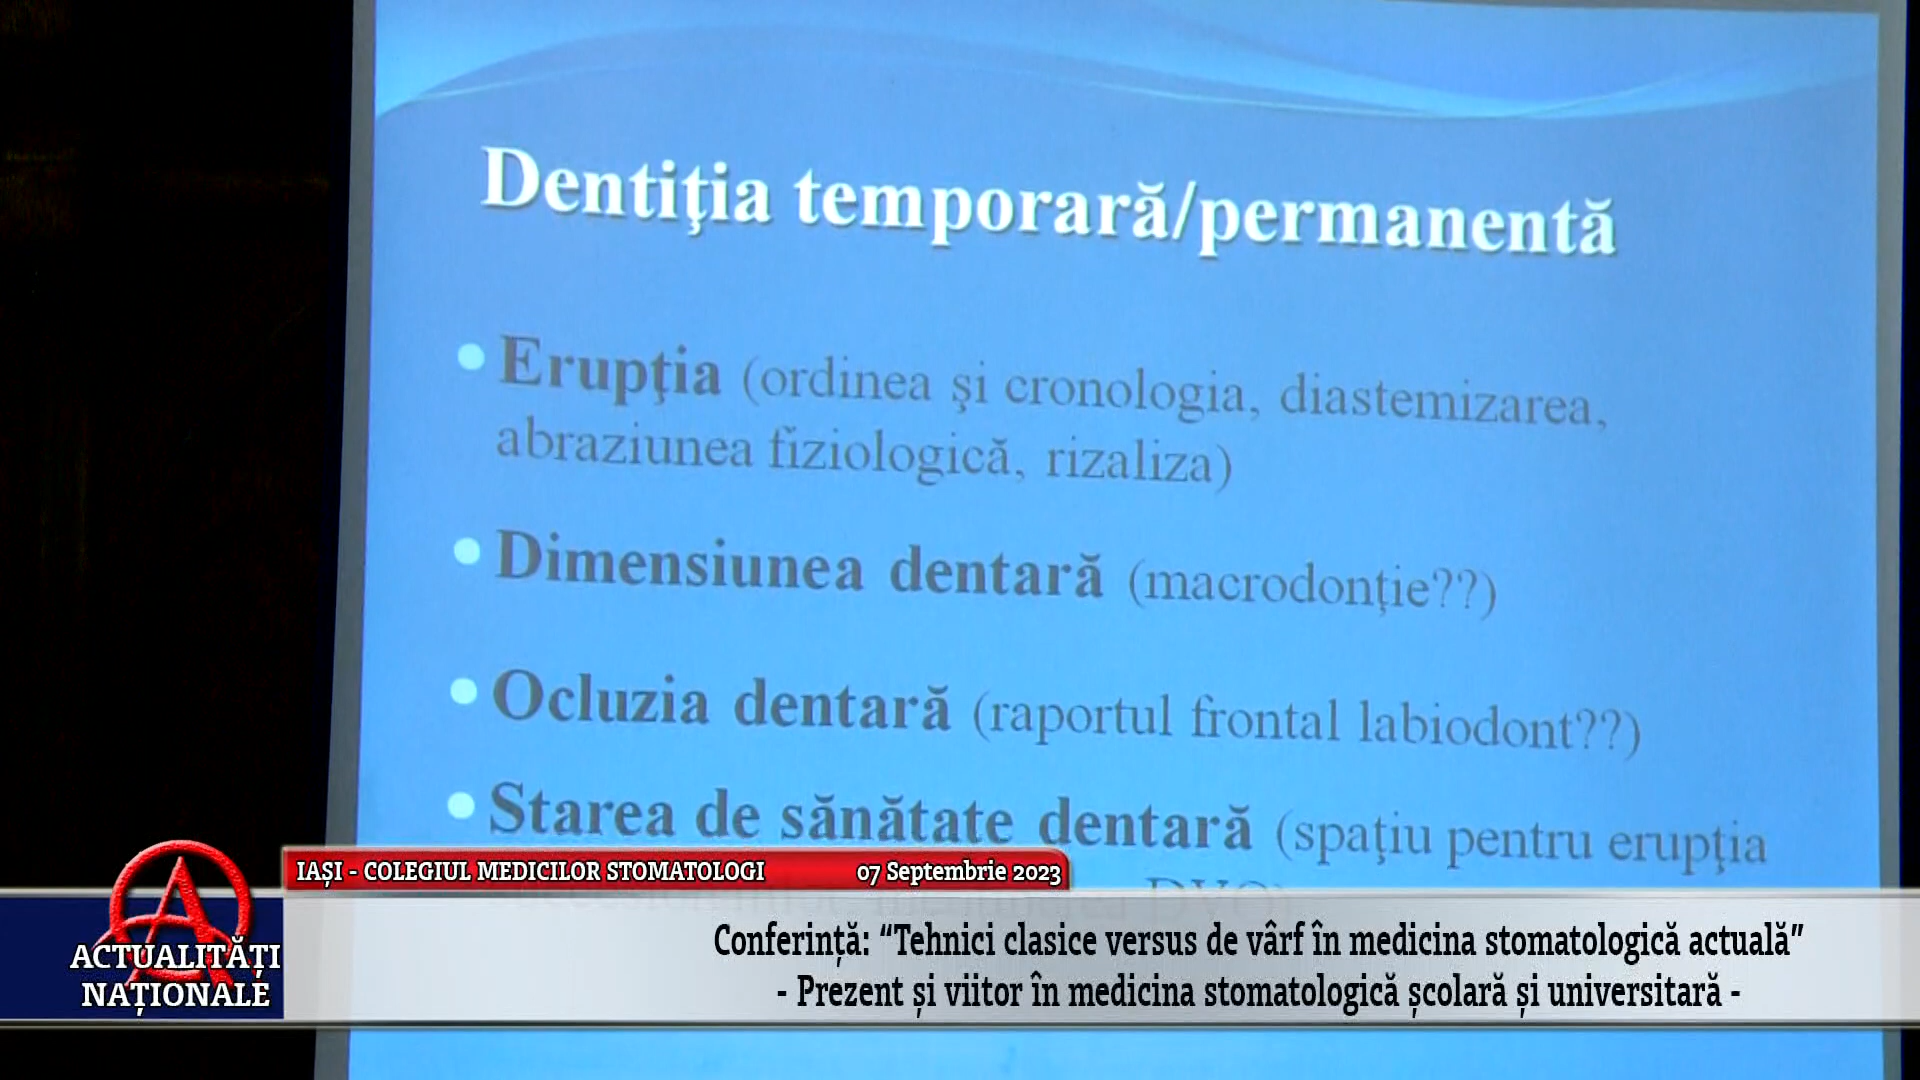 Dentiţia temporară/permanentă
• Erupţia (ordinea şi cronologia, diastemizarea,
abraziunea fiziologică, rizaliza)
• Dimensiunea dentară (macrodonţie??)
• Ocluzia dentară (raportul frontal labiodont??)
• Starea de sănătate dentară (spaţiu pentru erupţia
IAȘI - COLEGIUL MEDICILOR STOMATOLOGI 07 Septembrie 2023
ACTUALITĂȚI
NAȚIONALE
Conferință: “Tehnici clasice versus de vârf în medicina stomatologică actuală”
- Prezent și viitor în medicina stomatologică școlară și universitară -